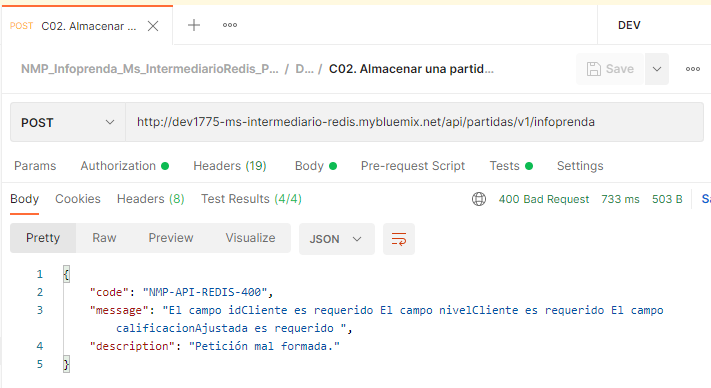 POST C02. Almacenar ... DEV
NMP_Infoprenda_Ms_IntermediarioRedis_P... / D... / C02. Almacenar una partid... Save
POST http://dev1775-ms-intermediario-redis.mybluemix.net/api/partidas/v1/infoprenda
Params Authorization Headers (19) Body Pre-request Script Tests Settings
Body Cookies Headers (8) Test Results (4/4) 400 Bad Request 733 ms 503 B Sa
Pretty Raw Preview Visualize JSON
1 {
2 "code": "NMP-API-REDIS-400",
3 "message": "El campo idCliente es requerido El campo nivelCliente es requerido El campo
calificacionAjustada es requerido ",
4 "description": "Petición mal formada."
5 }